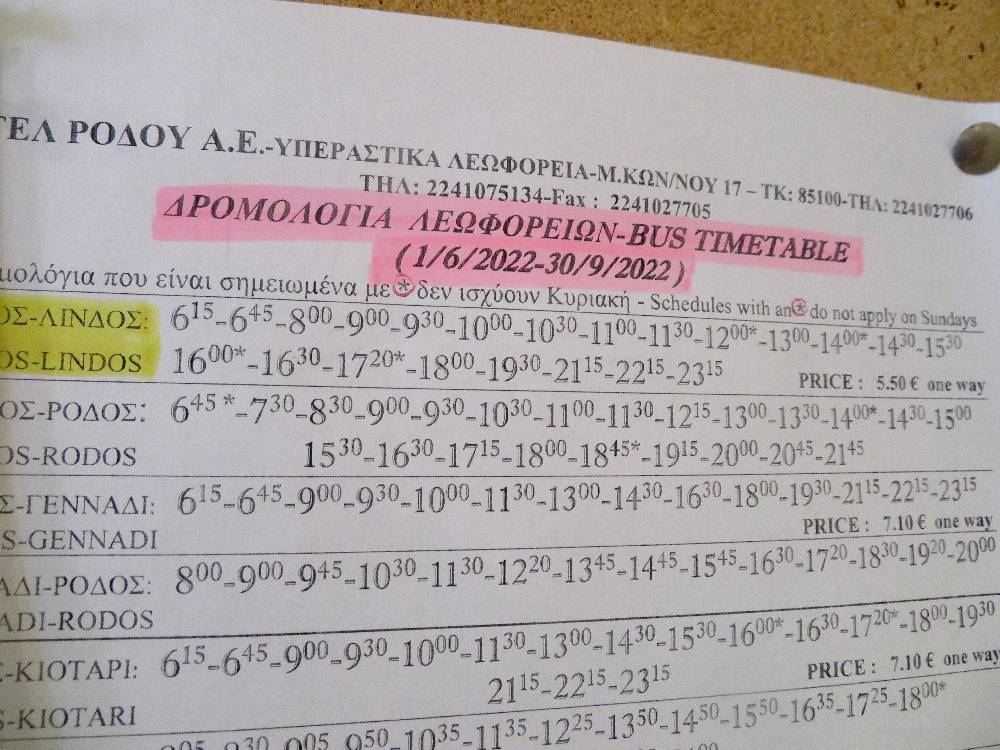 ΤΕΛ ΡΟΔΟΥ Α.Ε.-ΥΠΕΡΑΣΤΙΚΑ ΛΕΩΦΟΡΕΙΑ-Μ.ΚΩΝ/ΝΟΥ 17 – ΤΚ: 85100-ΤΗΛ: 2241027706
ΤΗΛ: 2241075134-Fax : 2241027705
ΔΡΟΜΟΛΟΓΙΑ ΛΕΩΦΟΡΕΙΩΝ-BUS TIMETABLE
(1/6/2022-30/9/2022)
μολόγια που είναι σημειωμένα με * δεν ισχύουν Κυριακή - Schedules with an * do not apply on Sundays
ΟΣ-ΛΙΝΔΟΣ: 6¹⁵-6⁴⁵-8⁰⁰-9⁰⁰-9³⁰-10⁰⁰-10³⁰-11⁰⁰-11³⁰-12⁰⁰*-13⁰⁰-14⁰⁰*-14³⁰-15³⁰
OS-LINDOS 16⁰⁰*-16³⁰-17²⁰*-18⁰⁰-19³⁰-21¹⁵-22¹⁵-23¹⁵ PRICE : 5.50 € one way
ΟΣ-ΡΟΔΟΣ: 6⁴⁵*-7³⁰-8³⁰-9⁰⁰-9³⁰-10³⁰-11⁰⁰-11³⁰-12¹⁵-13⁰⁰-13³⁰-14⁰⁰*-14³⁰-15⁰⁰
OS-RODOS 15³⁰-16³⁰-17¹⁵-18⁰⁰-18⁴⁵*-19¹⁵-20⁰⁰-20⁴⁵-21⁴⁵
Σ-ΓΕΝΝΑΔΙ: 6¹⁵-6⁴⁵-9⁰⁰-9³⁰-10⁰⁰-11³⁰-13⁰⁰-14³⁰-16³⁰-18⁰⁰-19³⁰-21¹⁵-22¹⁵-23¹⁵
S-GENNADI PRICE : 7.10 € one way
ΑΔΙ-ΡΟΔΟΣ: 8⁰⁰-9⁰⁰-9⁴⁵-10³⁰-11³⁰-12²⁰-13⁴⁵-14⁴⁵-15⁴⁵-16³⁰-17²⁰-18³⁰-19²⁰-20⁰⁰
ADI-RODOS
Σ-ΚΙΟΤΑΡΙ: 6¹⁵-6⁴⁵-9⁰⁰-9³⁰-10⁰⁰-11³⁰-13⁰⁰-14³⁰-15³⁰-16⁰⁰*-16³⁰-17²⁰*-18⁰⁰-19³⁰
21¹⁵-22¹⁵-23¹⁵ PRICE : 7.10 € one way
S-KIOTARI
9⁰⁵-9⁵⁰-10³⁵-11³⁵-12²⁵-13⁵⁰-14⁵⁰-15⁵⁰-16³⁵-17²⁵-18⁰⁰*